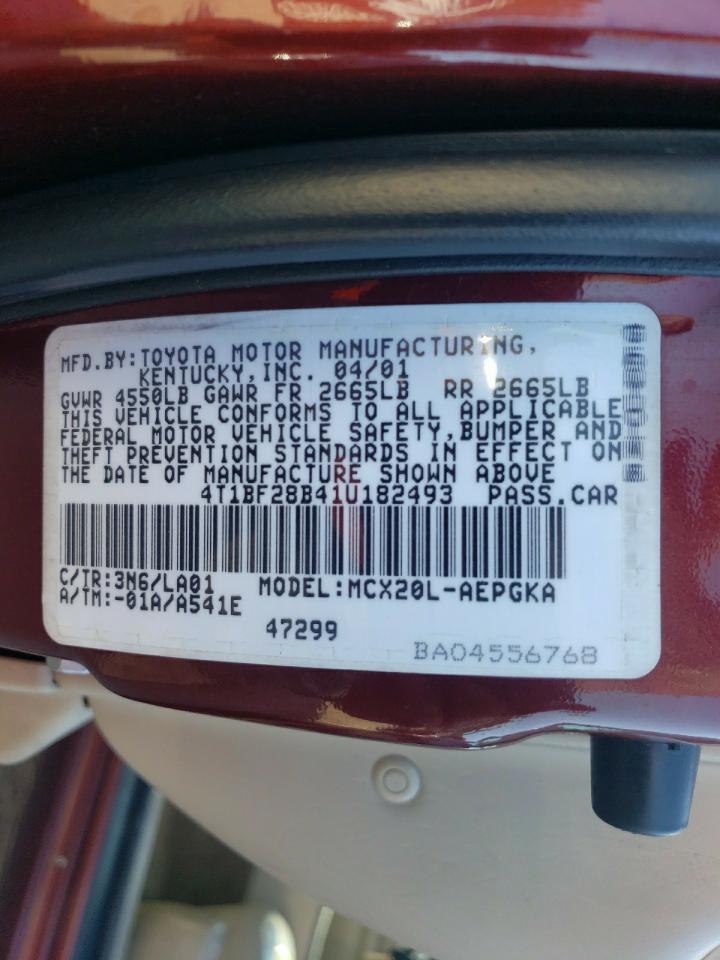 MFD.BY:TOYOTA MOTOR MANUFACTURING,
KENTUCKY,INC. 04/01
GVWR 4550LB GAWR FR 2665LB RR 2665LB
THIS VEHICLE CONFORMS TO ALL APPLICABLE
FEDERAL MOTOR VEHICLE SAFETY,BUMPER AND
THEFT PREVENTION STANDARDS IN EFFECT ON
THE DATE OF MANUFACTURE SHOWN ABOVE
4T1BF28B41U182493 PASS.CAR
C/TR:3N6/LA01 MODEL:MCX20L-AEPGKA
A/TM:-01A/A541E
47299
BA04556768